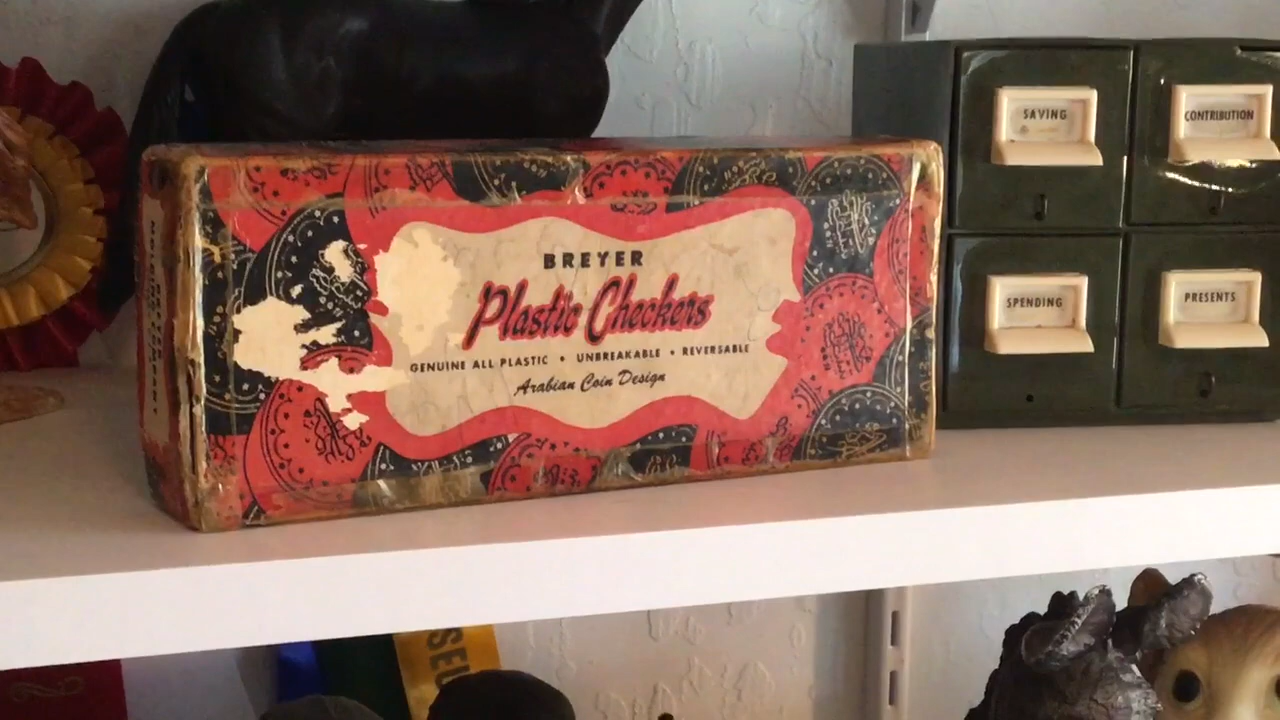 BREYER
Plastic Checkers
GENUINE ALL PLASTIC • UNBREAKABLE • REVERSABLE
Arabian Coin Design
SAVING
CONTRIBUTION
SPENDING
PRESENTS